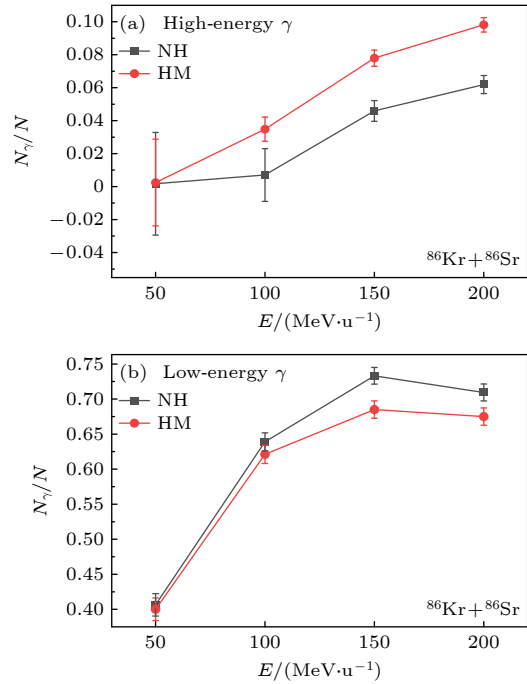 (a) High-energy γ
NH
HM
0.10
0.08
0.06
0.04
0.02
0
−0.02
−0.04
Nγ/N
⁸⁶Kr+⁸⁶Sr
50 100 150 200
E/(MeV·u⁻¹)
(b) Low-energy γ
NH
HM
0.75
0.70
0.65
0.60
0.55
0.50
0.45
0.40
Nγ/N
⁸⁶Kr+⁸⁶Sr
50 100 150 200
E/(MeV·u⁻¹)